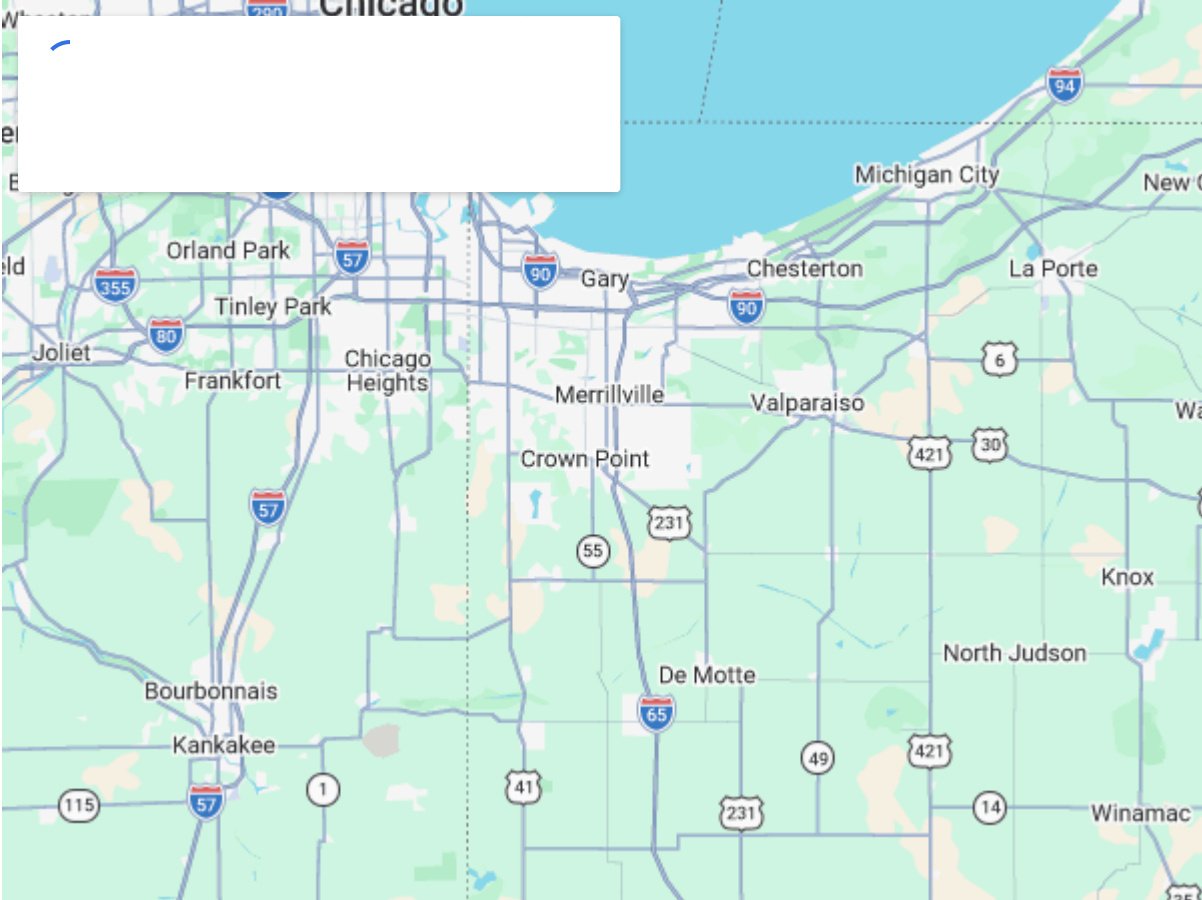 Chicago
290
94
Michigan City
Orland Park
57
90
Gary
Chesterton
La Porte
355
Tinley Park
90
80
Joliet
Chicago
Heights
6
Frankfort
Merrillville
Valparaiso
Crown Point
421
30
57
231
55
Knox
North Judson
De Motte
Bourbonnais
65
Kankakee
421
49
41
1
115
57
231
14
Winamac
35